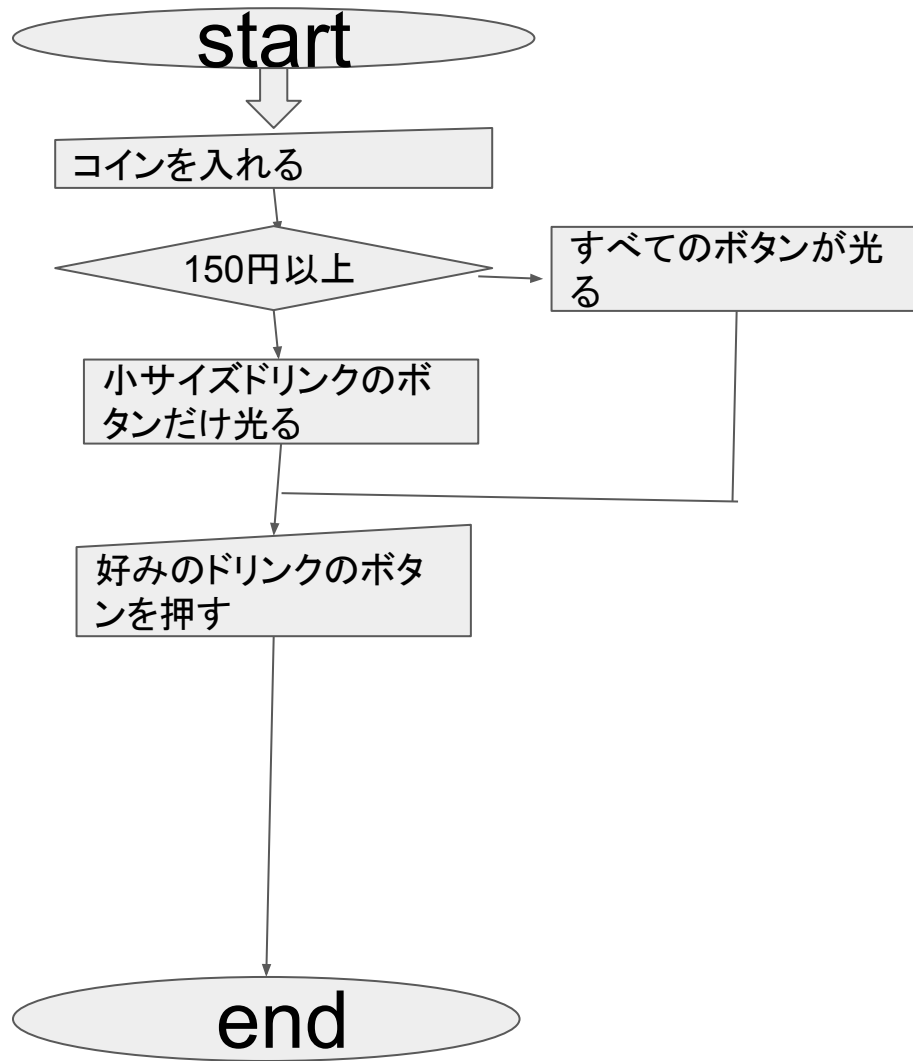 start
コインを入れる
150円以上
すべてのボタンが光
る
小サイズドリンクのボ
タンだけ光る
好みのドリンクのボタ
ンを押す
end